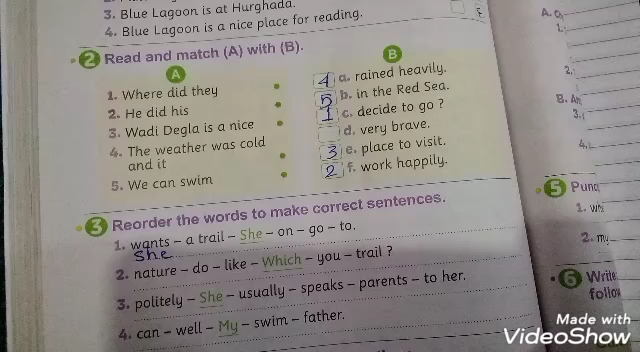 3. Blue Lagoon is at Hurghada.
4. Blue Lagoon is a nice place for reading.
2 Read and match (A) with (B).
A
1. Where did they
2. He did his
3. Wadi Degla is a nice
4. The weather was cold
and it
5. We can swim
B
4 a. rained heavily.
5 b. in the Red Sea.
1 c. decide to go ?
d. very brave.
3 e. place to visit.
2 f. work happily.
3 Reorder the words to make correct sentences.
1. wants – a trail – She – on – go – to.
She
2. nature – do – like – Which – you – trail ?
3. politely – She – usually – speaks – parents – to her.
4. can – well – My – swim – father.
A.
1.
2.
B.
3.
4.
5
1.
2.
6 Write
Made with
VideoShow